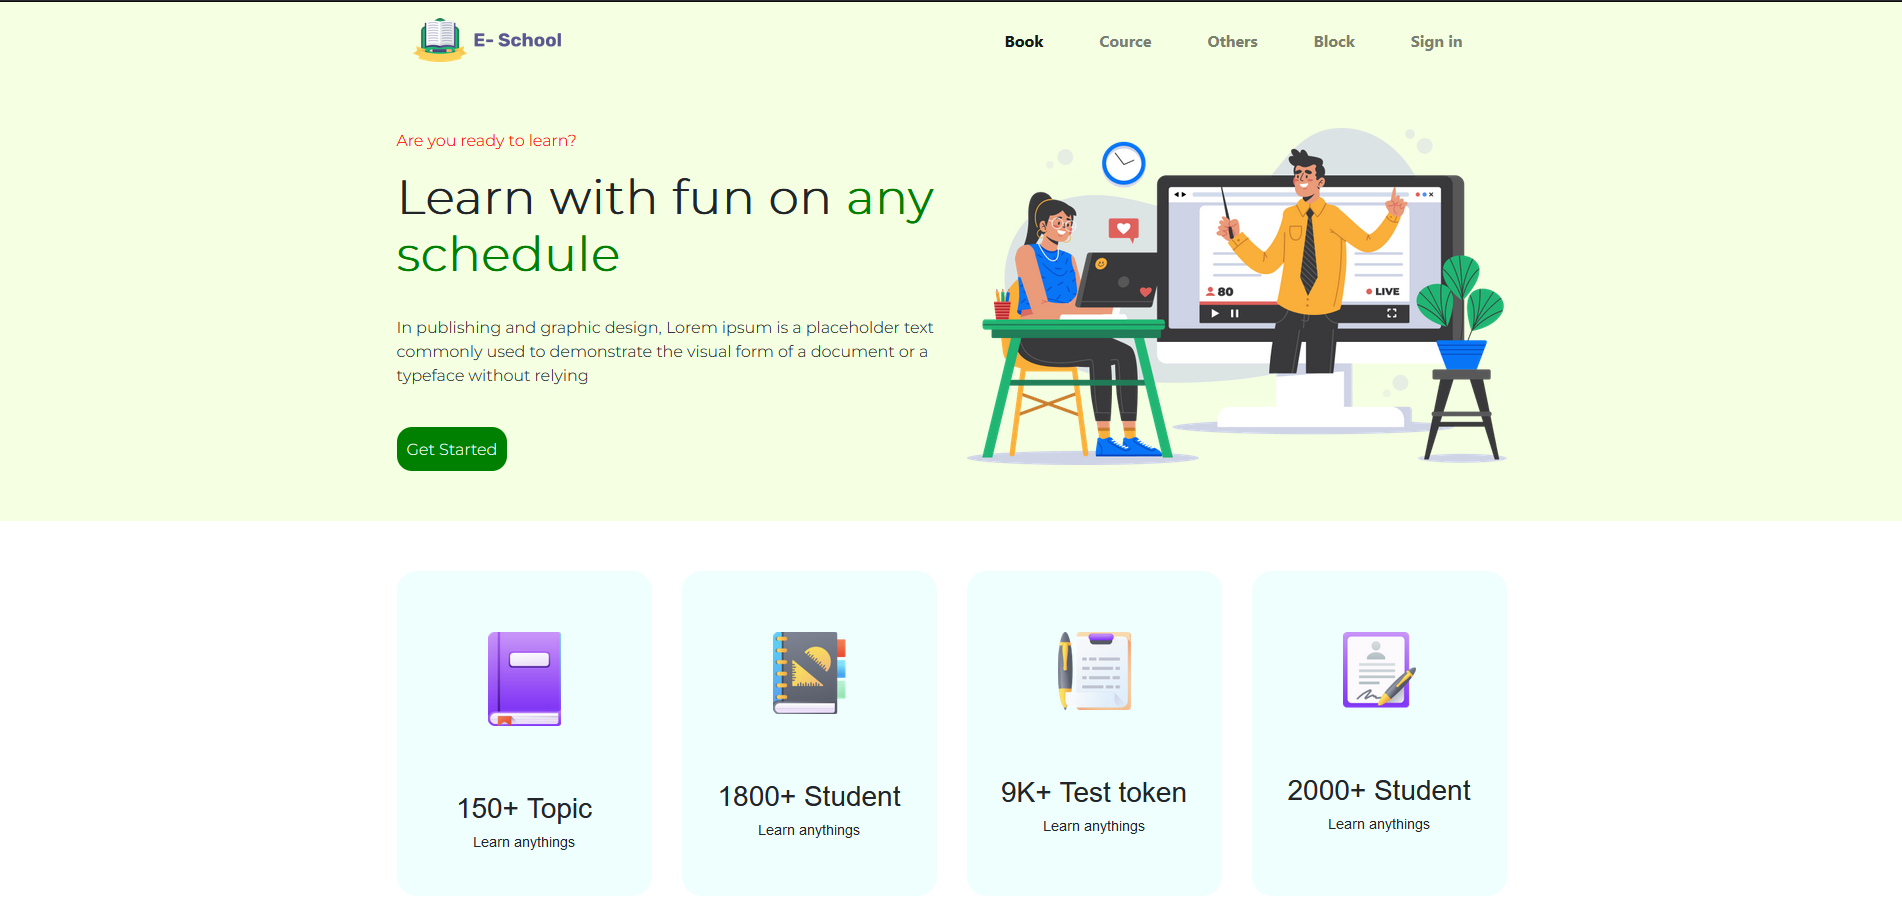 E- School
Book Cource Others Block Sign in
Are you ready to learn?
Learn with fun on any
schedule
In publishing and graphic design, Lorem ipsum is a placeholder text
commonly used to demonstrate the visual form of a document or a
typeface without relying
Get Started
80
LIVE
150+ Topic
Learn anythings
1800+ Student
Learn anythings
9K+ Test token
Learn anythings
2000+ Student
Learn anythings